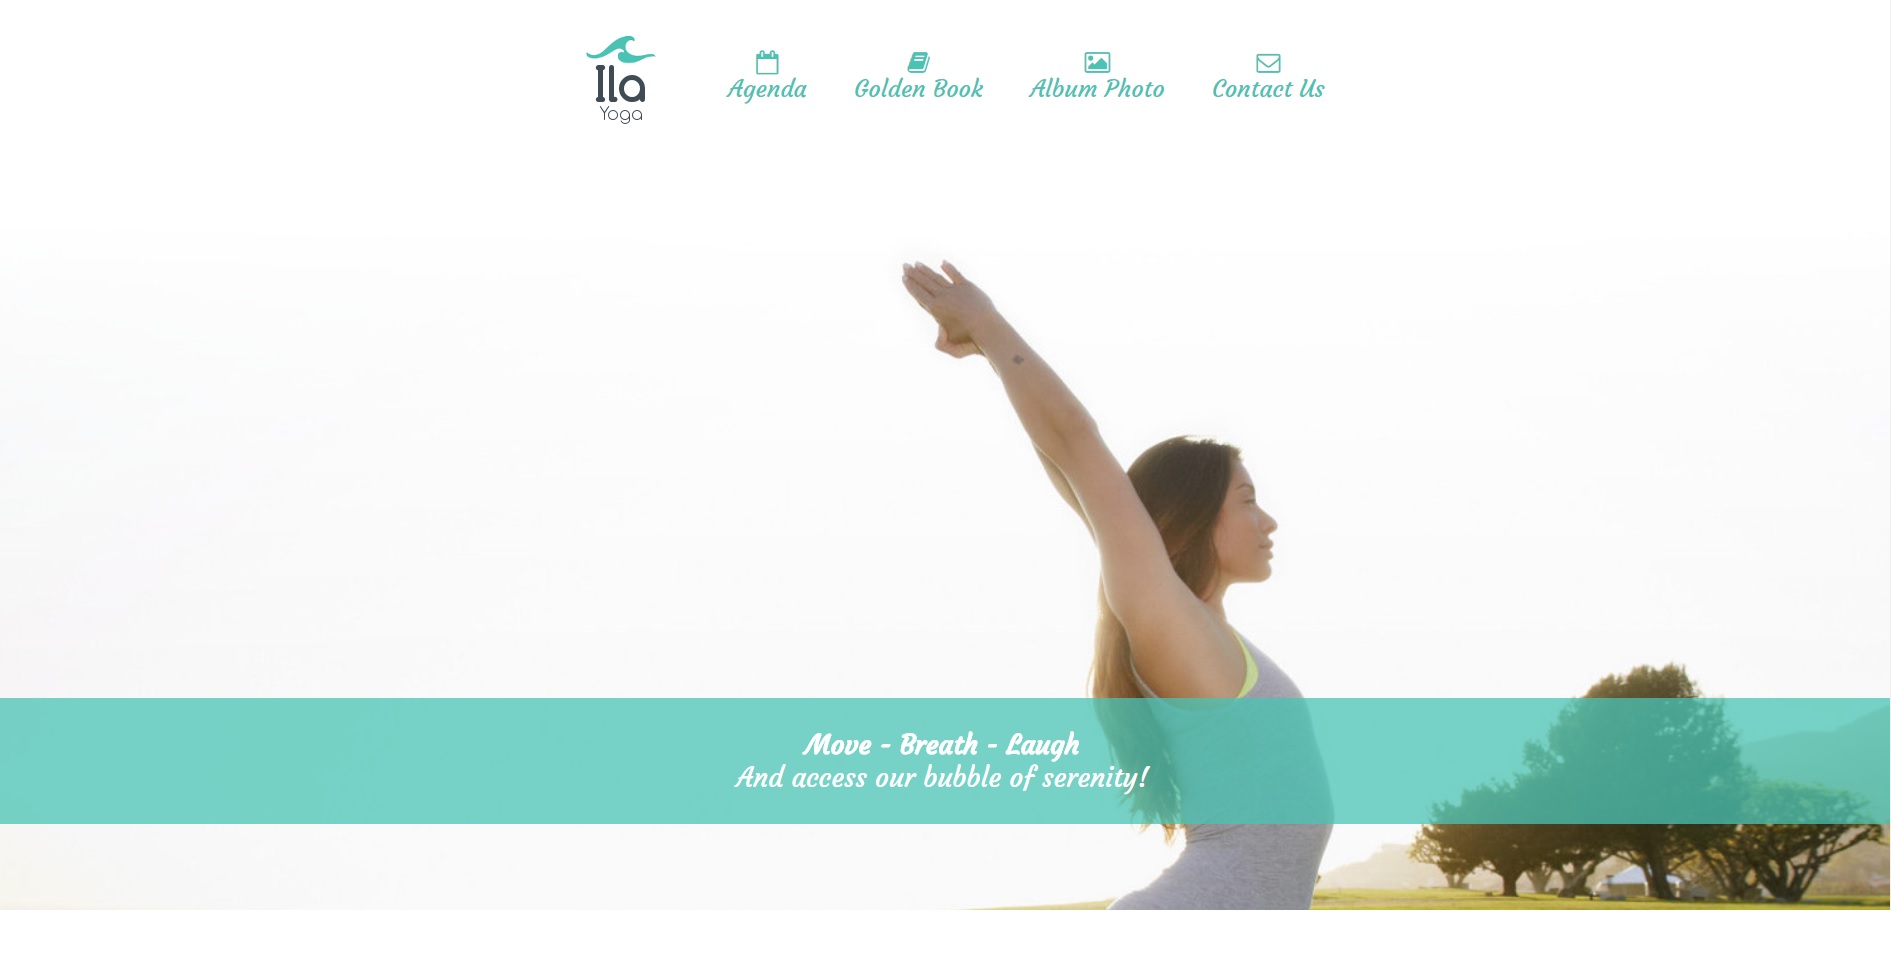 Ila
Yoga
Agenda
Golden Book
Album Photo
Contact Us
Move - Breath - Laugh
And access our bubble of serenity!